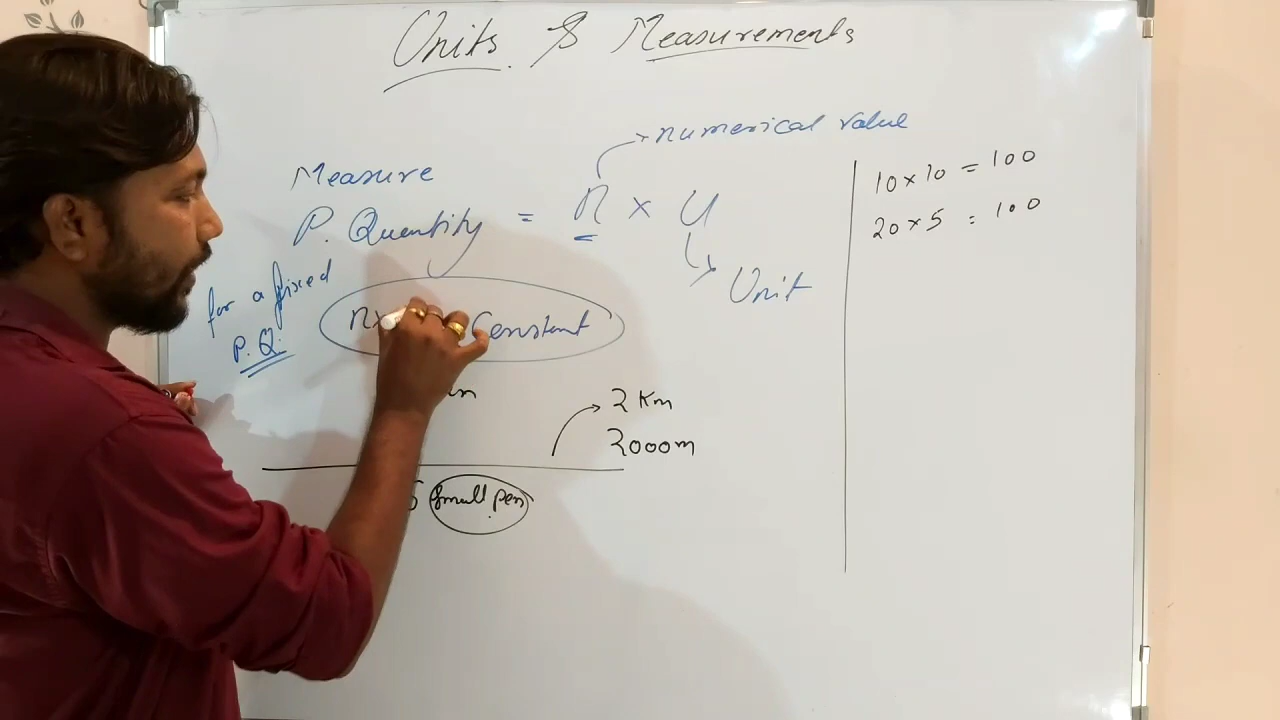 Units & Measurements
numerical value
Measure
P. Quantity = n × u
Unit
for a fixed
P.Q.
n× Constant
2 Km
2000m
5 Small pen
10×10 = 100
20×5 = 100